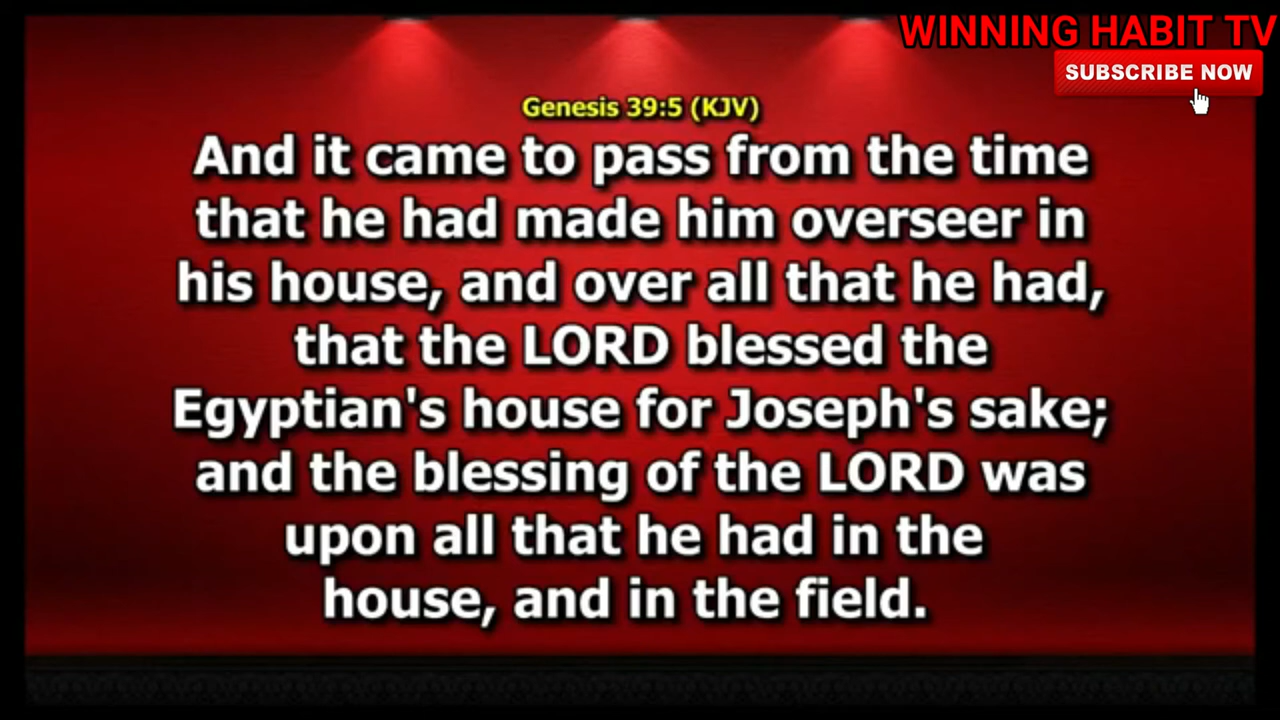 WINNING HABIT TV
SUBSCRIBE NOW
Genesis 39:5 (KJV)
And it came to pass from the time
that he had made him overseer in
his house, and over all that he had,
that the LORD blessed the
Egyptian's house for Joseph's sake;
and the blessing of the LORD was
upon all that he had in the
house, and in the field.